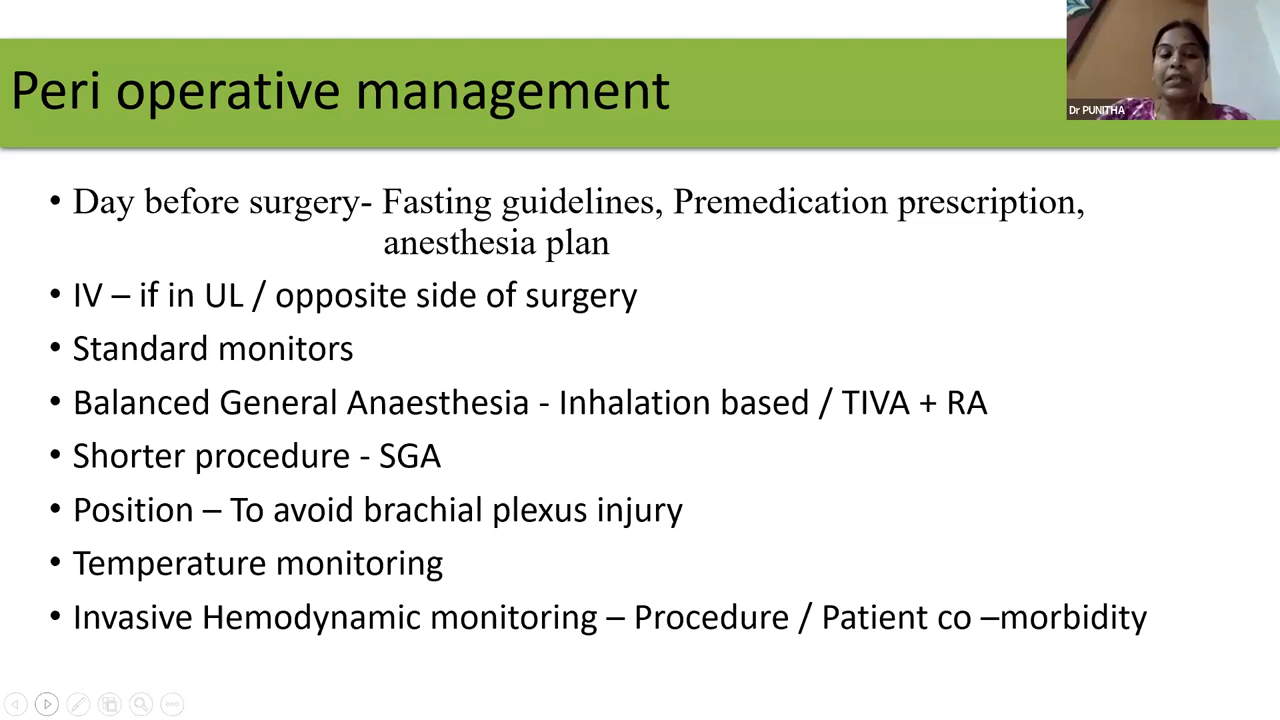 Peri operative management
Dr PUNITHA
• Day before surgery- Fasting guidelines, Premedication prescription,
anesthesia plan
• IV – if in UL / opposite side of surgery
• Standard monitors
• Balanced General Anaesthesia - Inhalation based / TIVA + RA
• Shorter procedure - SGA
• Position – To avoid brachial plexus injury
• Temperature monitoring
• Invasive Hemodynamic monitoring – Procedure / Patient co –morbidity